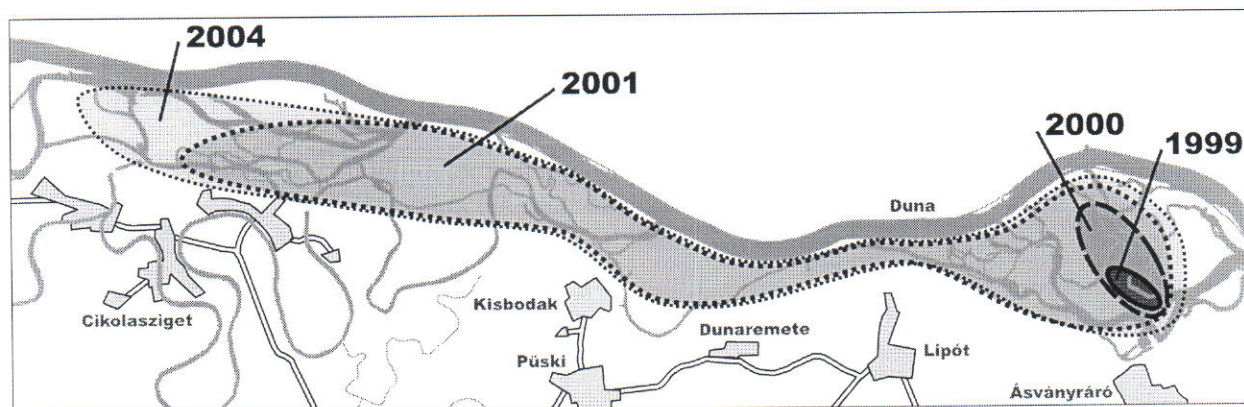 2004
2001
2000
1999
Duna
Cikolasziget
Kisbodak
Dunaremete
Püski
Lipót
Ásványráró